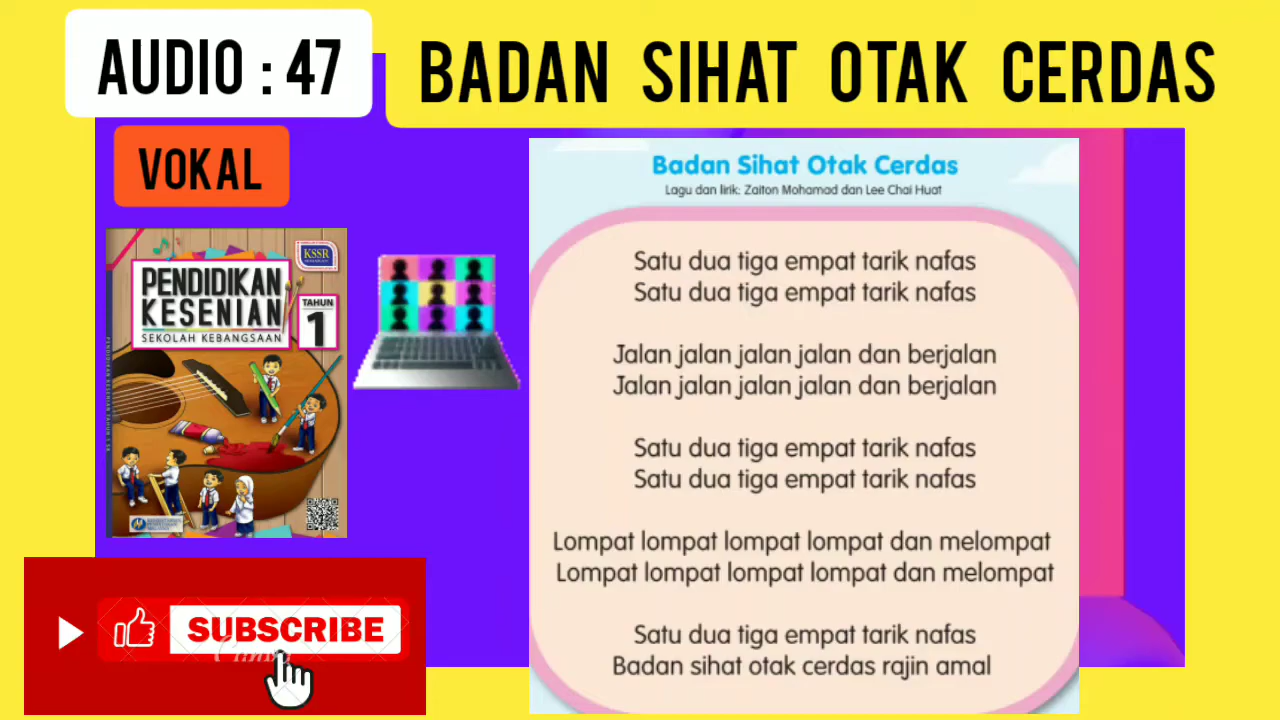 AUDIO : 47
BADAN SIHAT OTAK CERDAS
VOKAL
KSSR
PENDIDIKAN
KESENIAN
SEKOLAH KEBANGSAAN
TAHUN
1
Badan Sihat Otak Cerdas
Lagu dan lirik: Zaiton Mohamad dan Lee Chai Huat
Satu dua tiga empat tarik nafas
Satu dua tiga empat tarik nafas
Jalan jalan jalan jalan dan berjalan
Jalan jalan jalan jalan dan berjalan
Satu dua tiga empat tarik nafas
Satu dua tiga empat tarik nafas
Lompat lompat lompat lompat dan melompat
Lompat lompat lompat lompat dan melompat
Satu dua tiga empat tarik nafas
Badan sihat otak cerdas rajin amal
SUBSCRIBE
Canva